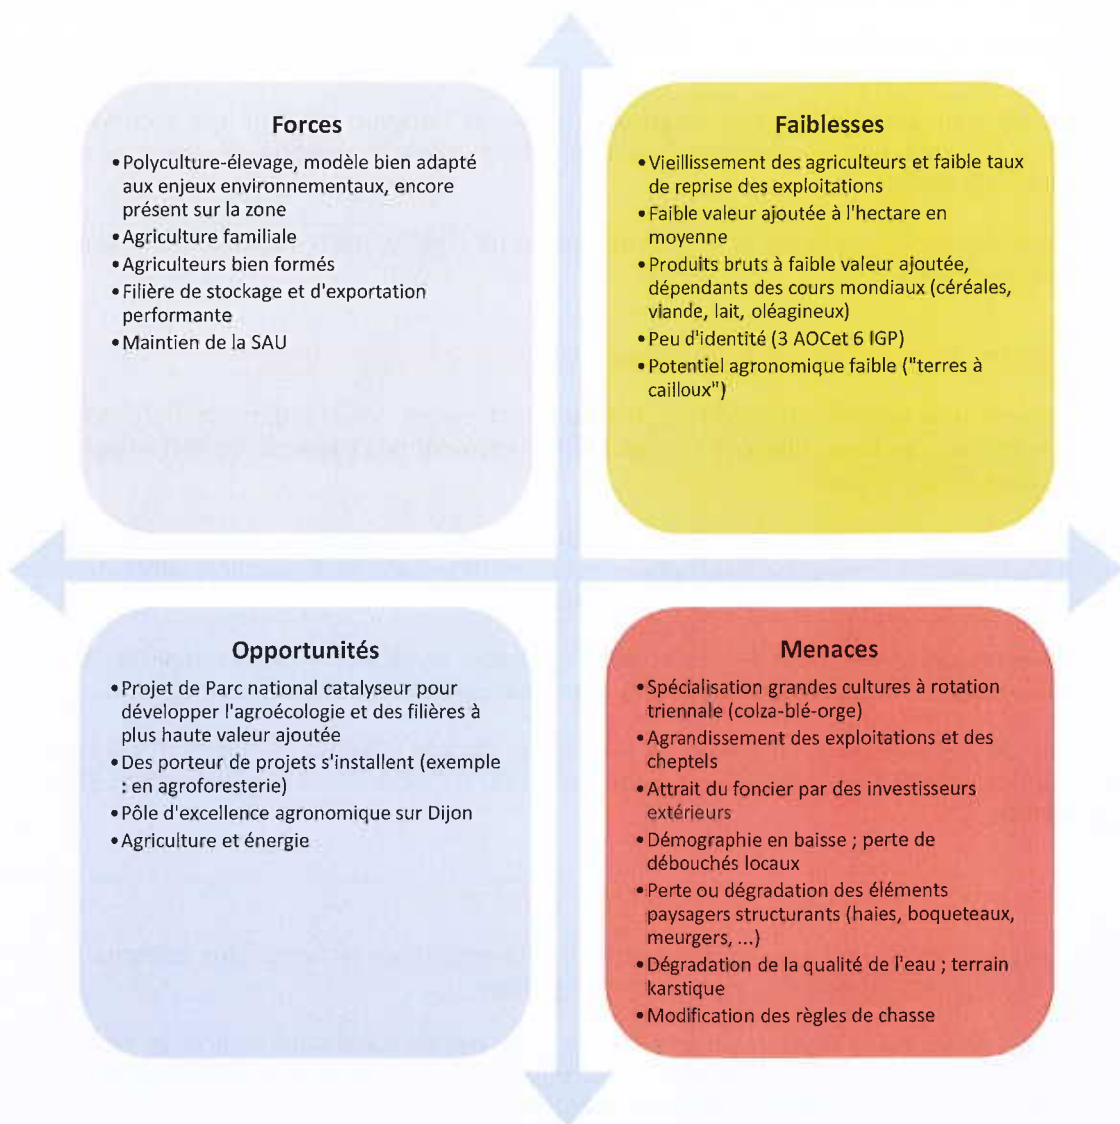 Forces
• Polyculture-élevage, modèle bien adapté
aux enjeux environnementaux, encore
présent sur la zone
• Agriculture familiale
• Agriculteurs bien formés
• Filière de stockage et d'exportation
performante
• Maintien de la SAU
Faiblesses
• Vieillissement des agriculteurs et faible taux
de reprise des exploitations
• Faible valeur ajoutée à l'hectare en
moyenne
• Produits bruts à faible valeur ajoutée,
dépendants des cours mondiaux (céréales,
viande, lait, oléagineux)
• Peu d'identité (3 AOCet 6 IGP)
• Potentiel agronomique faible ("terres à
cailloux")
Opportunités
• Projet de Parc national catalyseur pour
développer l'agroécologie et des filières à
plus haute valeur ajoutée
• Des porteur de projets s'installent (exemple
: en agroforesterie)
• Pôle d'excellence agronomique sur Dijon
• Agriculture et énergie
Menaces
• Spécialisation grandes cultures à rotation
triennale (colza-blé-orge)
• Agrandissement des exploitations et des
cheptels
• Attrait du foncier par des investisseurs
extérieurs
• Démographie en baisse ; perte de
débouchés locaux
• Perte ou dégradation des éléments
paysagers structurants (haies, boqueteaux,
meurgers, ...)
• Dégradation de la qualité de l'eau ; terrain
karstique
• Modification des règles de chasse